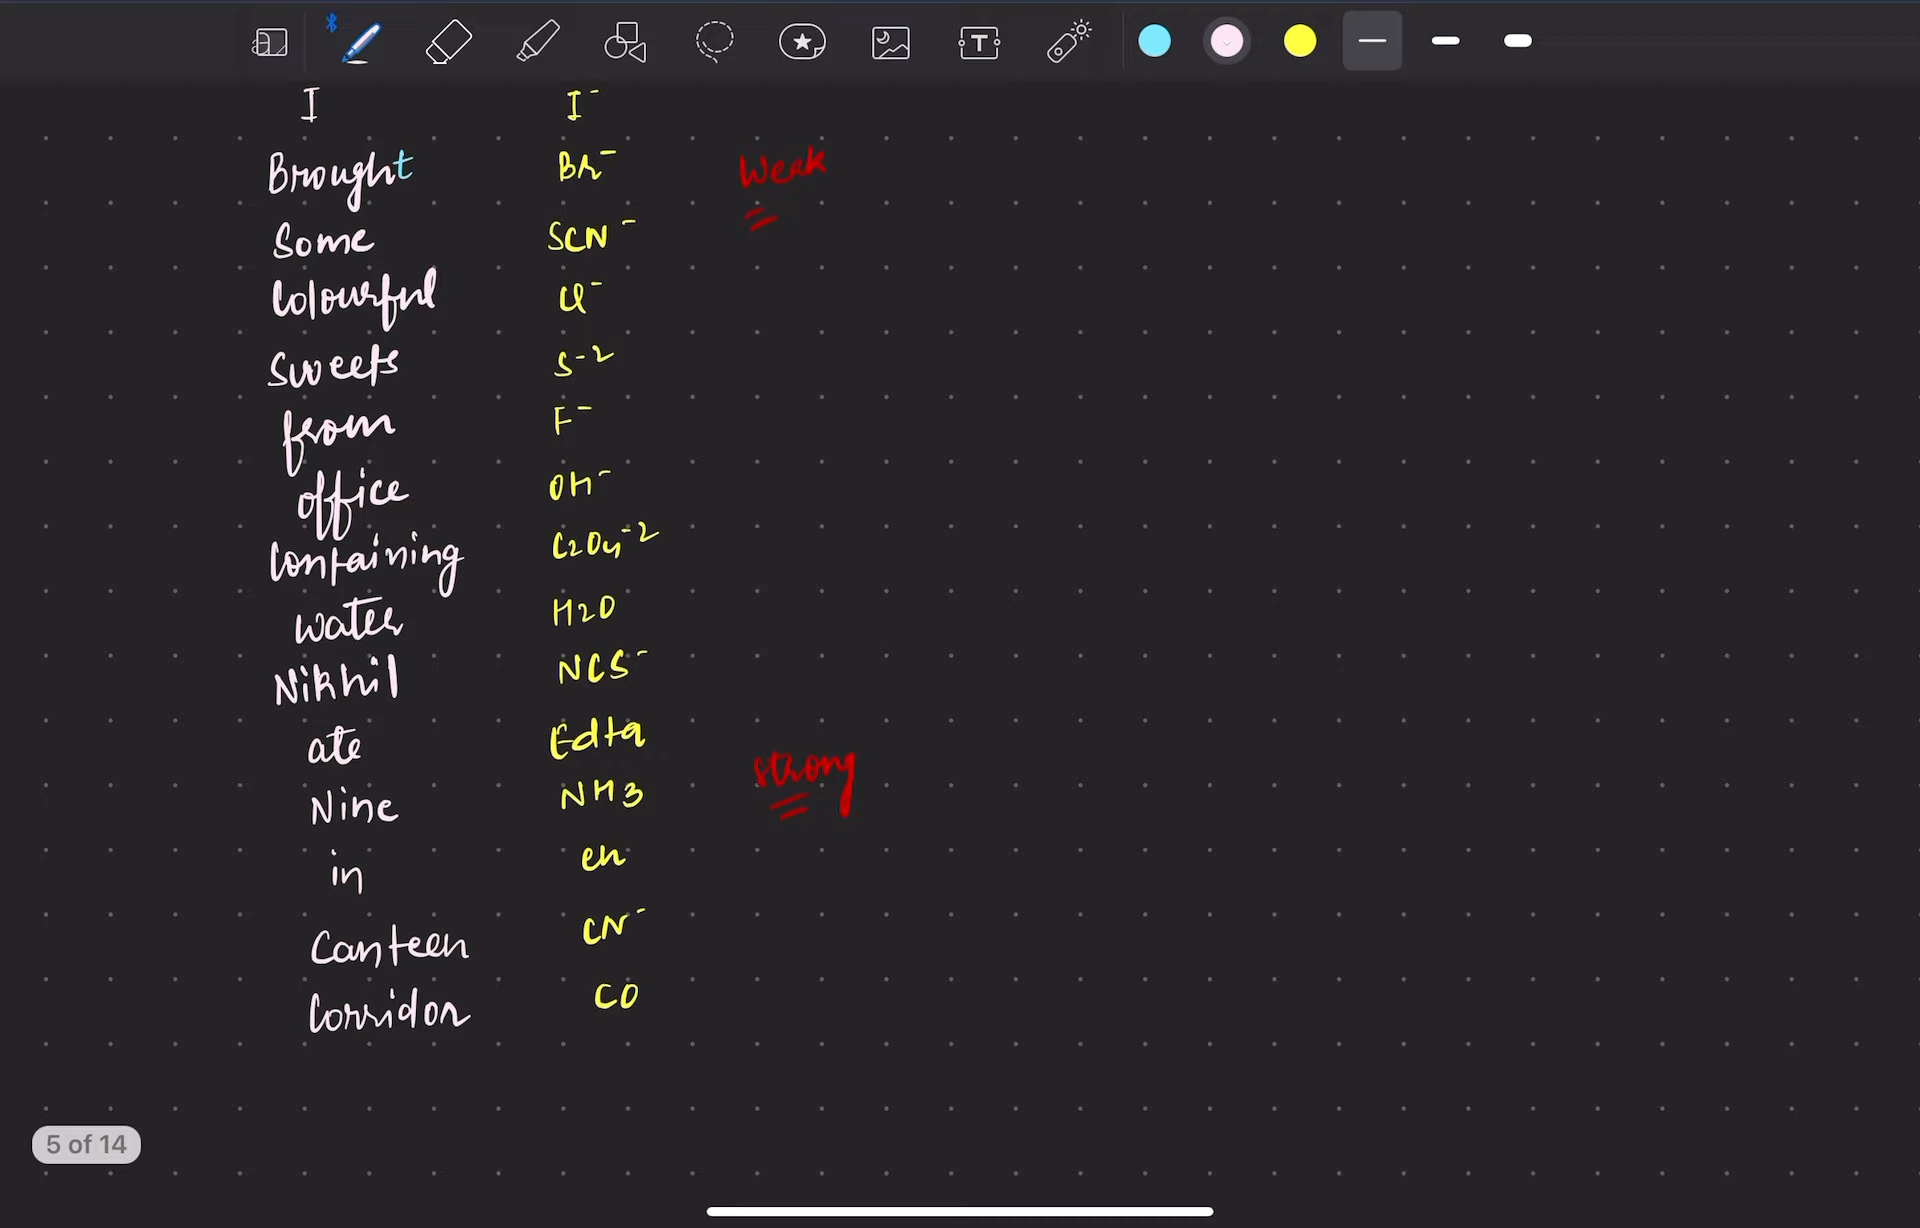 I I⁻
Brought Br⁻ Weak
Some SCN⁻
Colourful Cl⁻
Sweets S⁻²
from F⁻
office OH⁻
Containing C₂O₄⁻²
water H₂O
Nikhil NCS⁻
ate Edta strong
Nine NH3
in en
Canteen CN⁻
Corridor CO
5 of 14